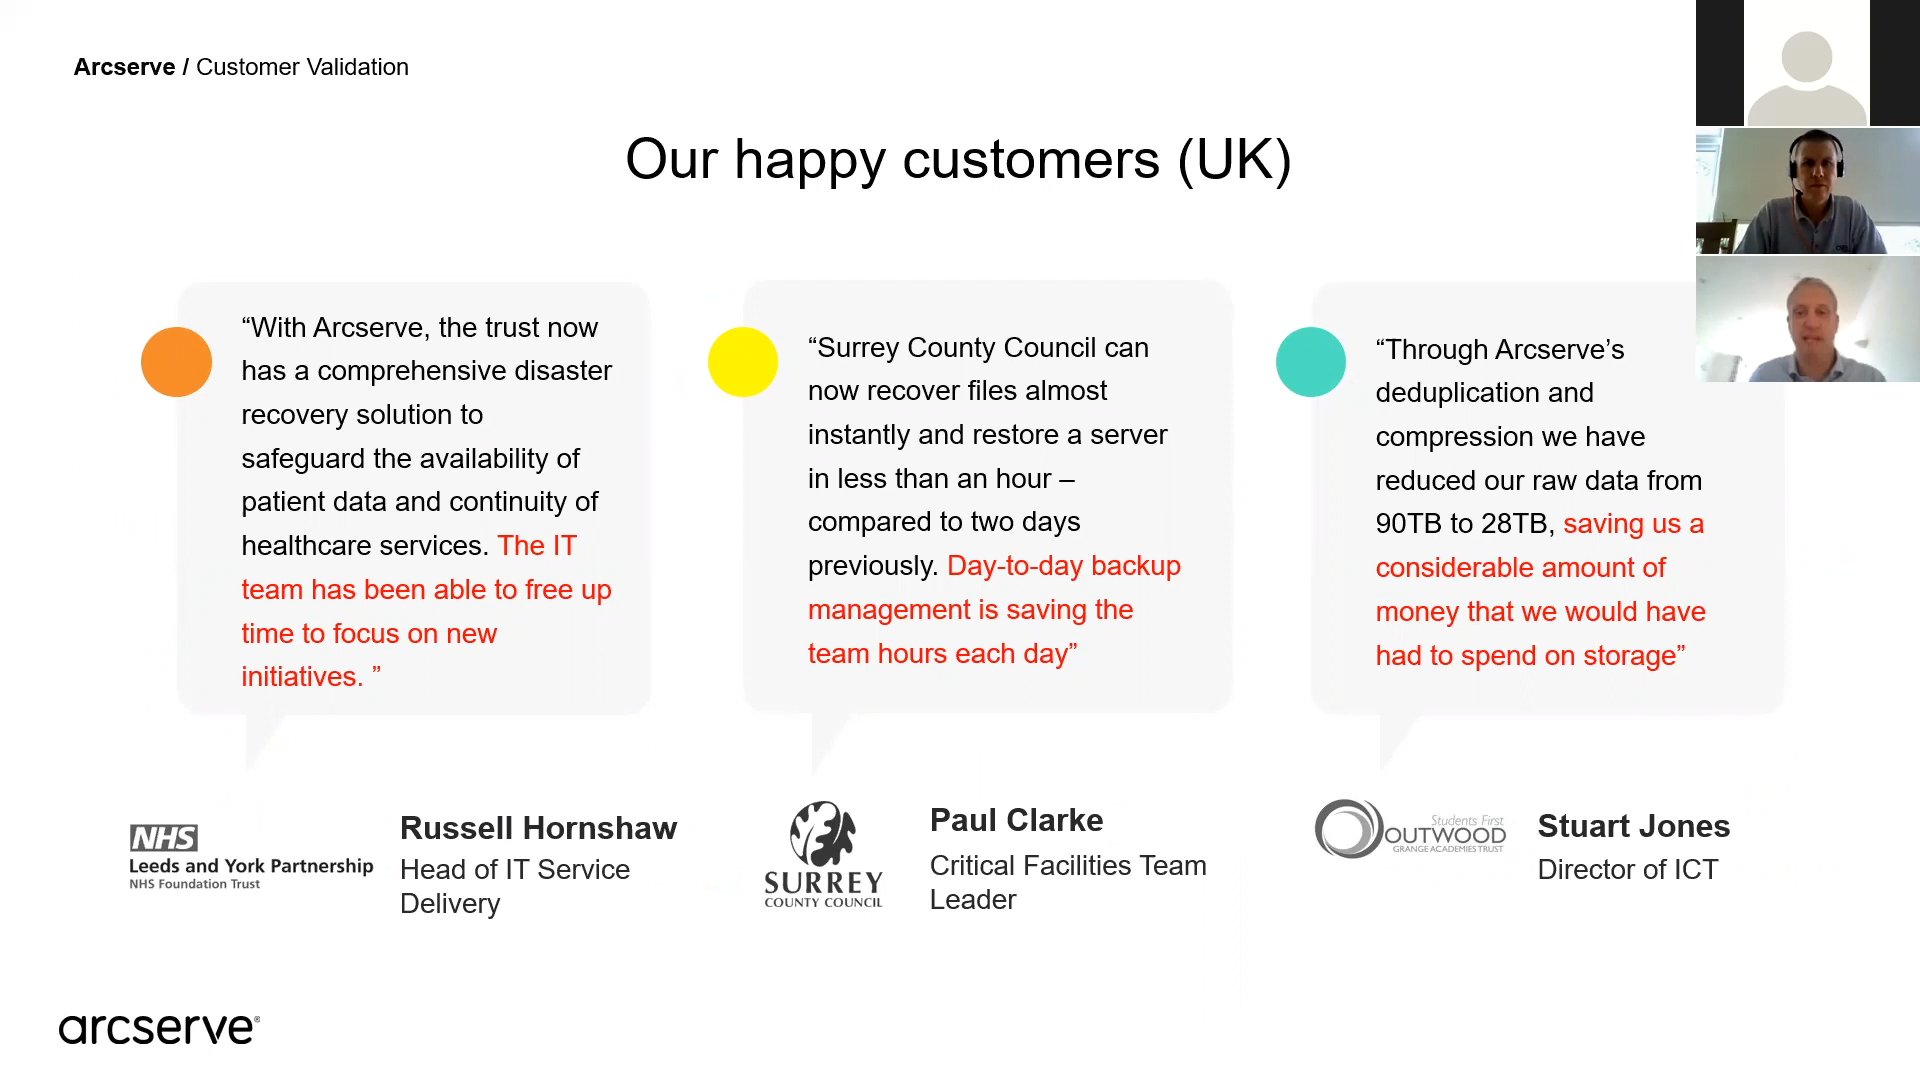 Arcserve / Customer Validation
Our happy customers (UK)
“With Arcserve, the trust now
has a comprehensive disaster
recovery solution to
safeguard the availability of
patient data and continuity of
healthcare services. The IT
team has been able to free up
time to focus on new
initiatives. ”
“Surrey County Council can
now recover files almost
instantly and restore a server
in less than an hour –
compared to two days
previously. Day-to-day backup
management is saving the
team hours each day”
“Through Arcserve’s
deduplication and
compression we have
reduced our raw data from
90TB to 28TB, saving us a
considerable amount of
money that we would have
had to spend on storage”
NHS
Leeds and York Partnership
NHS Foundation Trust
Russell Hornshaw
Head of IT Service
Delivery
SURREY
COUNTY COUNCIL
Paul Clarke
Critical Facilities Team
Leader
Students First
OUTWOOD
GRANGE ACADEMIES TRUST
Stuart Jones
Director of ICT
arcserve®